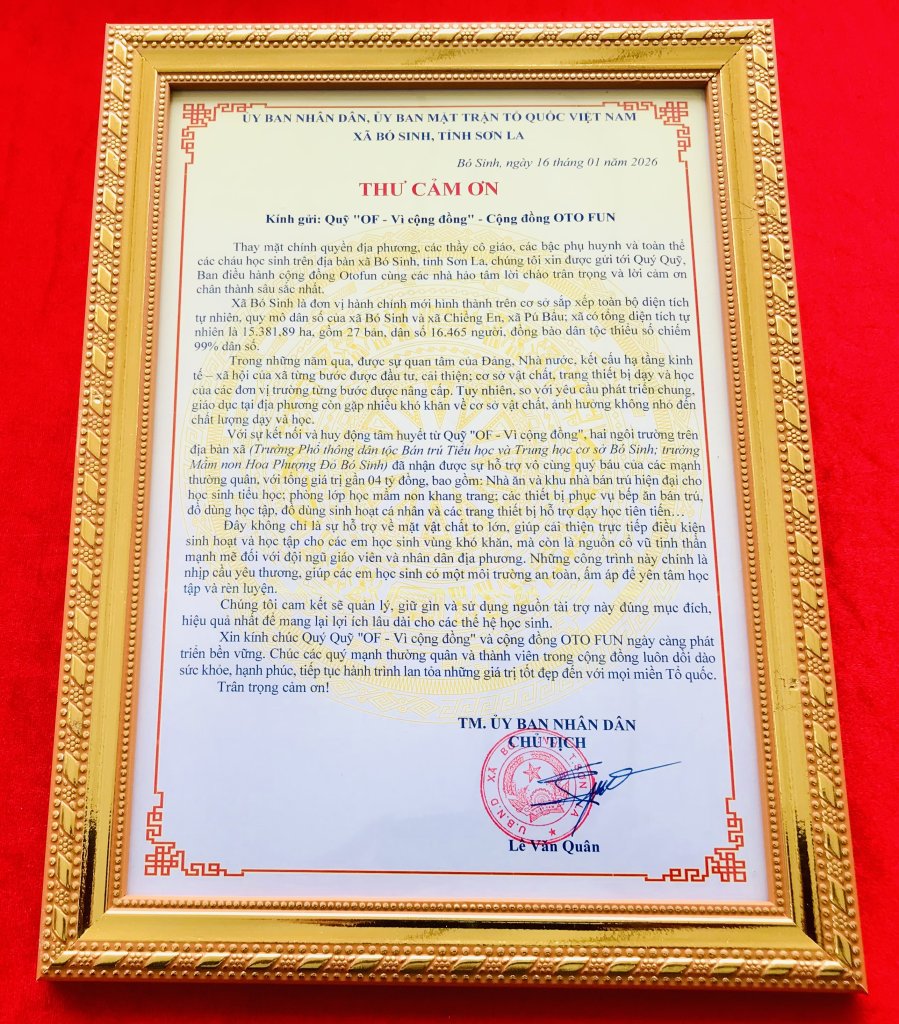 ỦY BAN NHÂN DÂN, ỦY BAN MẶT TRẬN TỔ QUỐC VIỆT NAM
XÃ BÓ SINH, TỈNH SƠN LA
Bó Sinh, ngày 16 tháng 01 năm 2026
THƯ CẢM ƠN
Kính gửi: Quỹ "OF - Vì cộng đồng" - Cộng đồng OTO FUN
Thay mặt chính quyền địa phương, các thầy cô giáo, các bậc phụ huynh và toàn thể
các cháu học sinh trên địa bàn xã Bó Sinh, tỉnh Sơn La, chúng tôi xin được gửi tới Quý Quỹ,
Ban điều hành cộng đồng Otofun cùng các nhà hảo tâm lời chào trân trọng và lời cảm ơn
chân thành sâu sắc nhất.
Xã Bó Sinh là đơn vị hành chính mới hình thành trên cơ sở sắp xếp toàn bộ diện tích
tự nhiên, quy mô dân số của xã Bó Sinh và xã Chiềng En, xã Pú Bẩu; xã có tổng diện tích tự
nhiên là 15.381,89 ha, gồm 27 bản, dân số 16.465 người, đồng bào dân tộc thiểu số chiếm
99% dân số.
Trong những năm qua, được sự quan tâm của Đảng, Nhà nước, kết cấu hạ tầng kinh
tế – xã hội của xã từng bước được đầu tư, cải thiện; cơ sở vật chất, trang thiết bị dạy và học
của các đơn vị trường từng bước được nâng cấp. Tuy nhiên, so với yêu cầu phát triển chung,
giáo dục tại địa phương còn gặp nhiều khó khăn về cơ sở vật chất, ảnh hưởng không nhỏ đến
chất lượng dạy và học.
Với sự kết nối và huy động tâm huyết từ Quỹ "OF - Vì cộng đồng", hai ngôi trường trên
địa bàn xã (Trường Phổ thông dân tộc Bán trú Tiểu học và Trung học cơ sở Bó Sinh; trường
Mầm non Hoa Phượng Đỏ Bó Sinh) đã nhận được sự hỗ trợ vô cùng quý báu của các mạnh
thường quân, với tổng giá trị gần 04 tỷ đồng, bao gồm: Nhà ăn và khu nhà bán trú hiện đại cho
học sinh tiểu học; phòng lớp học mầm non khang trang; các thiết bị phục vụ bếp ăn bán trú,
đồ dùng học tập, đồ dùng sinh hoạt cá nhân và các trang thiết bị hỗ trợ dạy học tiên tiến…
Đây không chỉ là sự hỗ trợ về mặt vật chất to lớn, giúp cải thiện trực tiếp điều kiện
sinh hoạt và học tập cho các em học sinh vùng khó khăn, mà còn là nguồn cổ vũ tinh thần
mạnh mẽ đối với đội ngũ giáo viên và nhân dân địa phương. Những công trình này chính là
nhịp cầu yêu thương, giúp các em học sinh có một môi trường an toàn, ấm áp để yên tâm học
tập và rèn luyện.
Chúng tôi cam kết sẽ quản lý, giữ gìn và sử dụng nguồn tài trợ này đúng mục đích,
hiệu quả nhất để mang lại lợi ích lâu dài cho các thế hệ học sinh.
Xin kính chúc Quý Quỹ "OF - Vì cộng đồng" và cộng đồng OTO FUN ngày càng phát
triển bền vững. Chúc các quý mạnh thường quân và thành viên trong cộng đồng luôn dồi dào
sức khỏe, hạnh phúc, tiếp tục hành trình lan tỏa những giá trị tốt đẹp đến với mọi miền Tổ quốc.
Trân trọng cảm ơn!
TM. ỦY BAN NHÂN DÂN
CHỦ TỊCH
U.B.N.D XÃ BÓ SINH T.SƠN LA
Lê Văn Quân